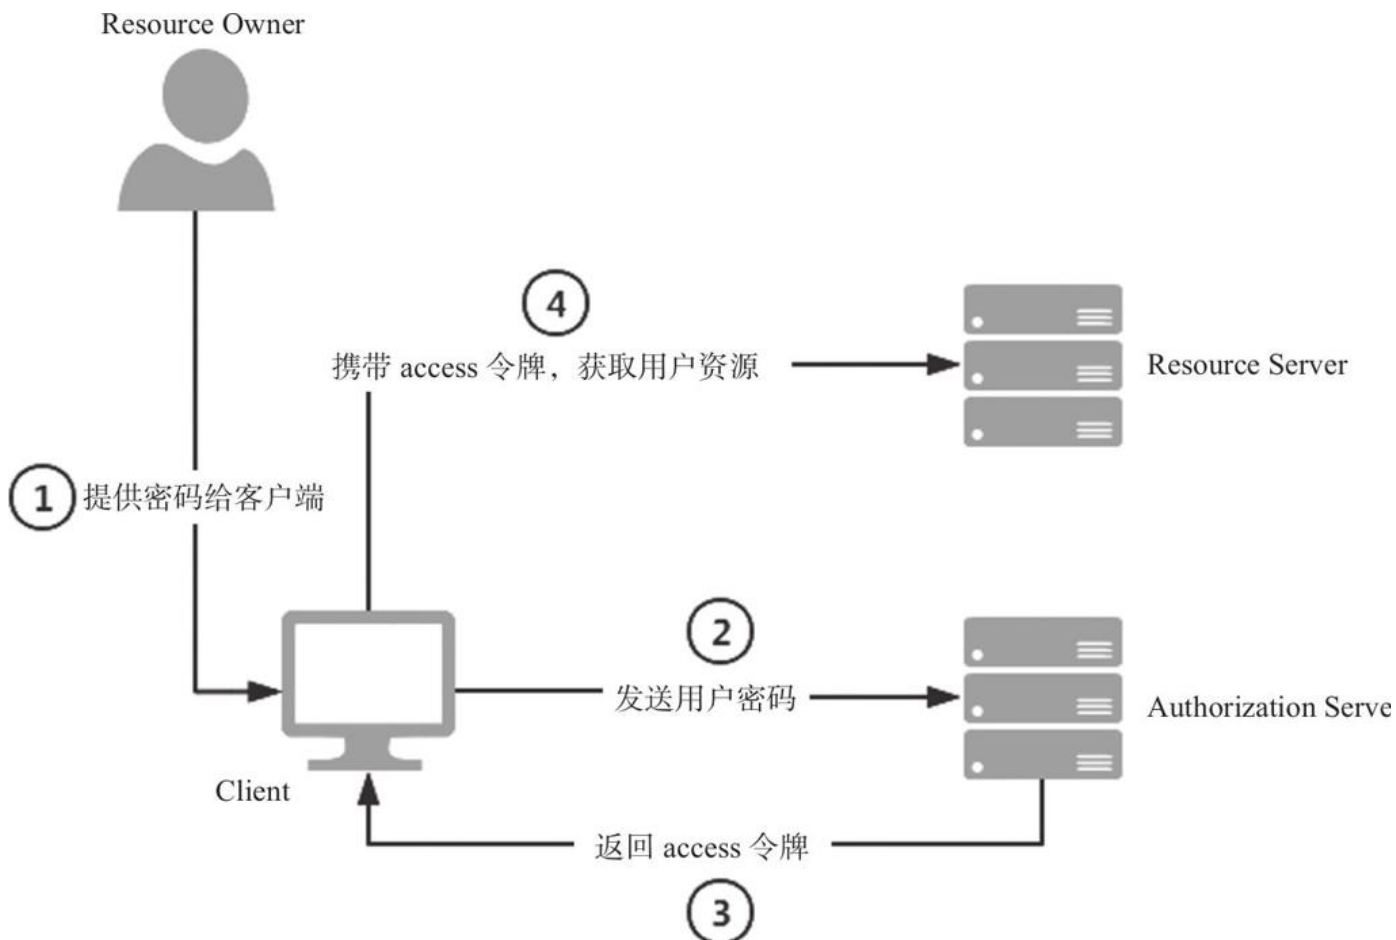 Resource Owner
4
携带 access 令牌，获取用户资源
Resource Server
1
提供密码给客户端
2
发送用户密码
Authorization Serve
Client
返回 access 令牌
3